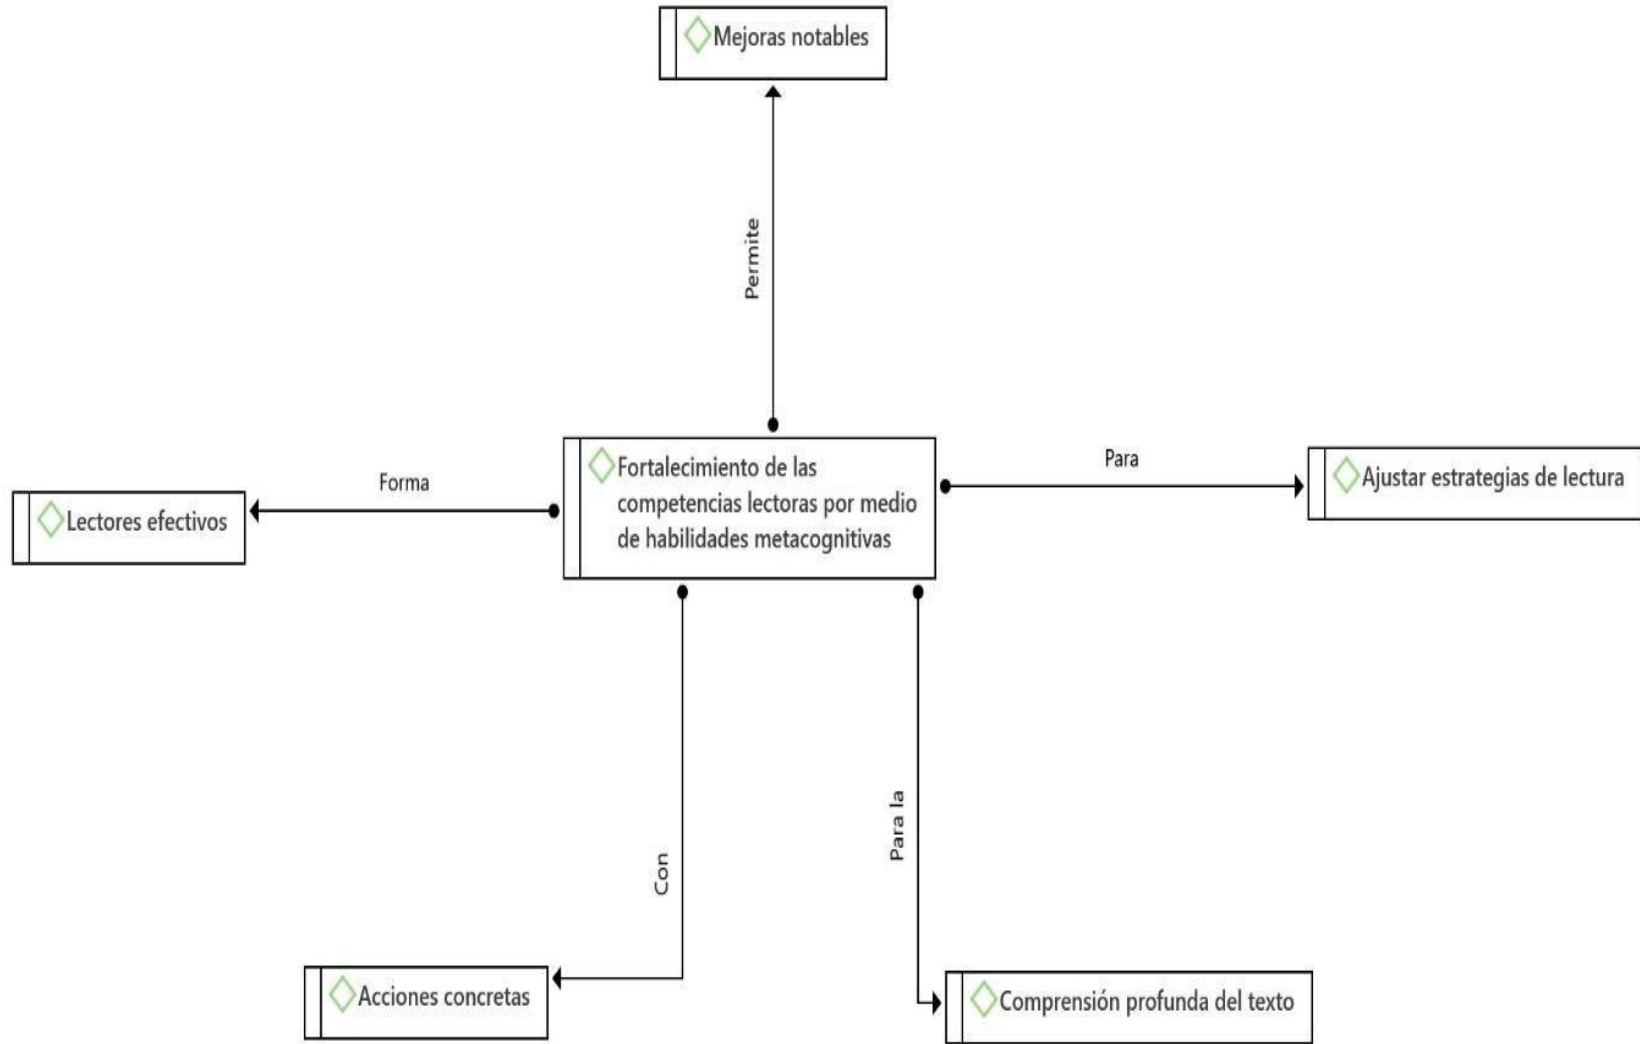 Mejoras notables
Permite
Fortalecimiento de las
competencias lectoras por medio
de habilidades metacognitivas
Para
Ajustar estrategias de lectura
Forma
Lectores efectivos
Con
Para la
Acciones concretas
Comprensión profunda del texto